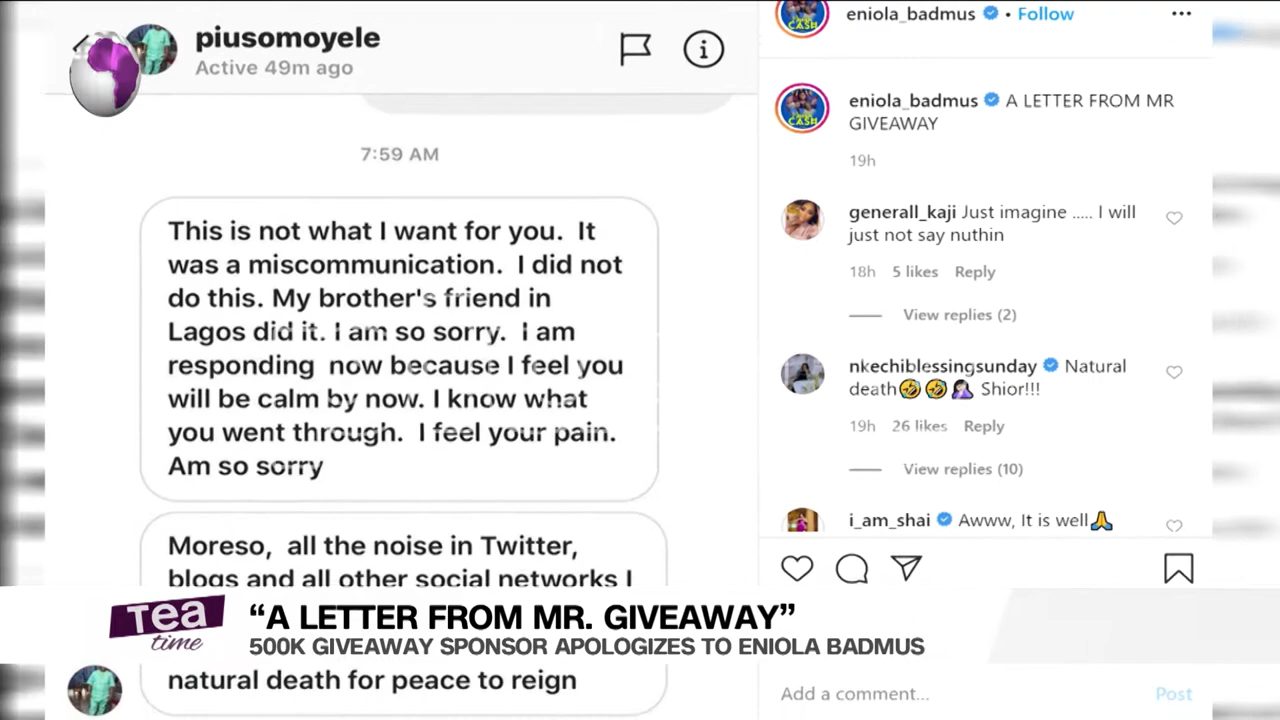 piusomoyele
Active 49m ago
7:59 AM
This is not what I want for you. It
was a miscommunication. I did not
do this. My brother's friend in
Lagos did it. I am so sorry. I am
responding now because I feel you
will be calm by now. I know what
you went through. I feel your pain.
Am so sorry
Moreso, all the noise in Twitter,
blogs and all other social networks I
natural death for peace to reign
eniola_badmus • Follow
eniola_badmus A LETTER FROM MR
GIVEAWAY
19h
generall_kaji Just imagine ..... I will
just not say nuthin
18h 5 likes Reply
View replies (2)
nkechiblessingsunday Natural
death🤣🤣🤦🏻‍♀️ Shior!!!
19h 26 likes Reply
View replies (10)
i_am_shai Awww, It is well🙏
Add a comment... Post
Tea
time
“A LETTER FROM MR. GIVEAWAY”
500K GIVEAWAY SPONSOR APOLOGIZES TO ENIOLA BADMUS